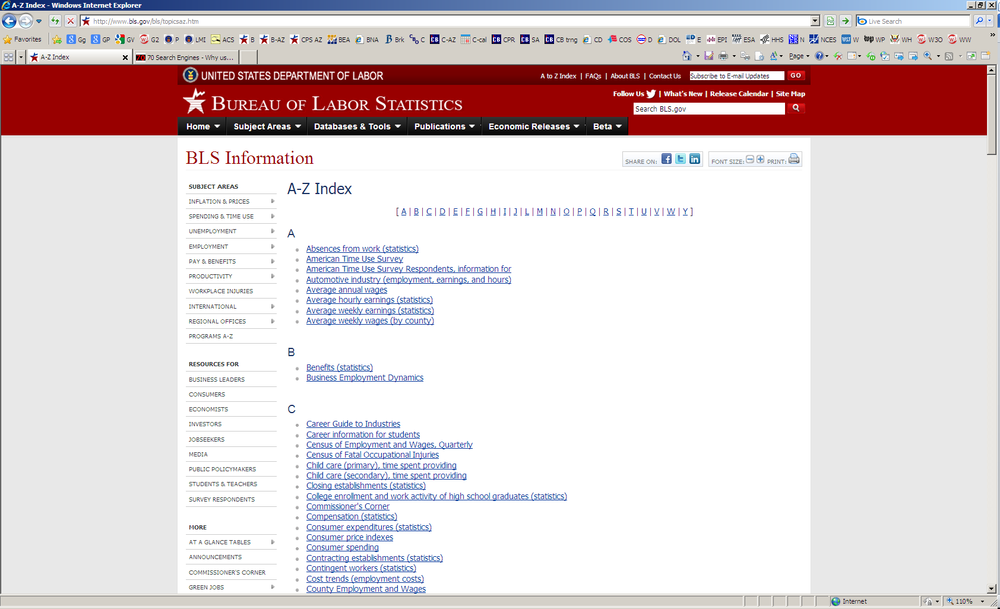 A-Z Index - Windows Internet Explorer
http://www.bls.gov/bls/topicsaz.htm
Live Search
Favorites Gg GP GV G2 P LMI ACS B B-AZ CPS AZ BEA BNA Brk C C-AZ C-cal CPR SA CB trng CD COS D DOL E EPI ESA HHS N NCES W WP WH W3O WW
A-Z Index
70 Search Engines - Why us...
Page
UNITED STATES DEPARTMENT OF LABOR
A to Z Index | FAQs | About BLS | Contact Us
Subscribe to E-mail Updates GO
BUREAU OF LABOR STATISTICS
Follow Us | What's New | Release Calendar | Site Map
Search BLS.gov
Home Subject Areas Databases & Tools Publications Economic Releases Beta
BLS Information
SHARE ON:
FONT SIZE: PRINT:
SUBJECT AREAS
INFLATION & PRICES
SPENDING & TIME USE
UNEMPLOYMENT
EMPLOYMENT
PAY & BENEFITS
PRODUCTIVITY
WORKPLACE INJURIES
INTERNATIONAL
REGIONAL OFFICES
PROGRAMS A-Z
RESOURCES FOR
BUSINESS LEADERS
CONSUMERS
ECONOMISTS
INVESTORS
JOBSEEKERS
MEDIA
PUBLIC POLICYMAKERS
STUDENTS & TEACHERS
SURVEY RESPONDENTS
MORE
AT A GLANCE TABLES
ANNOUNCEMENTS
COMMISSIONER'S CORNER
GREEN JOBS
A-Z Index
[ A | B | C | D | E | F | G | H | I | J | L | M | N | O | P | Q | R | S | T | U | V | W | Y ]
A
Absences from work (statistics)
American Time Use Survey
American Time Use Survey Respondents, information for
Automotive industry (employment, earnings, and hours)
Average annual wages
Average hourly earnings (statistics)
Average weekly earnings (statistics)
Average weekly wages (by county)
B
Benefits (statistics)
Business Employment Dynamics
C
Career Guide to Industries
Career information for students
Census of Employment and Wages, Quarterly
Census of Fatal Occupational Injuries
Child care (primary), time spent providing
Child care (secondary), time spent providing
Closing establishments (statistics)
College enrollment and work activity of high school graduates (statistics)
Commissioner's Corner
Compensation (statistics)
Consumer expenditures (statistics)
Consumer price indexes
Consumer spending
Contracting establishments (statistics)
Contingent workers (statistics)
Cost trends (employment costs)
County Employment and Wages
Internet
110%